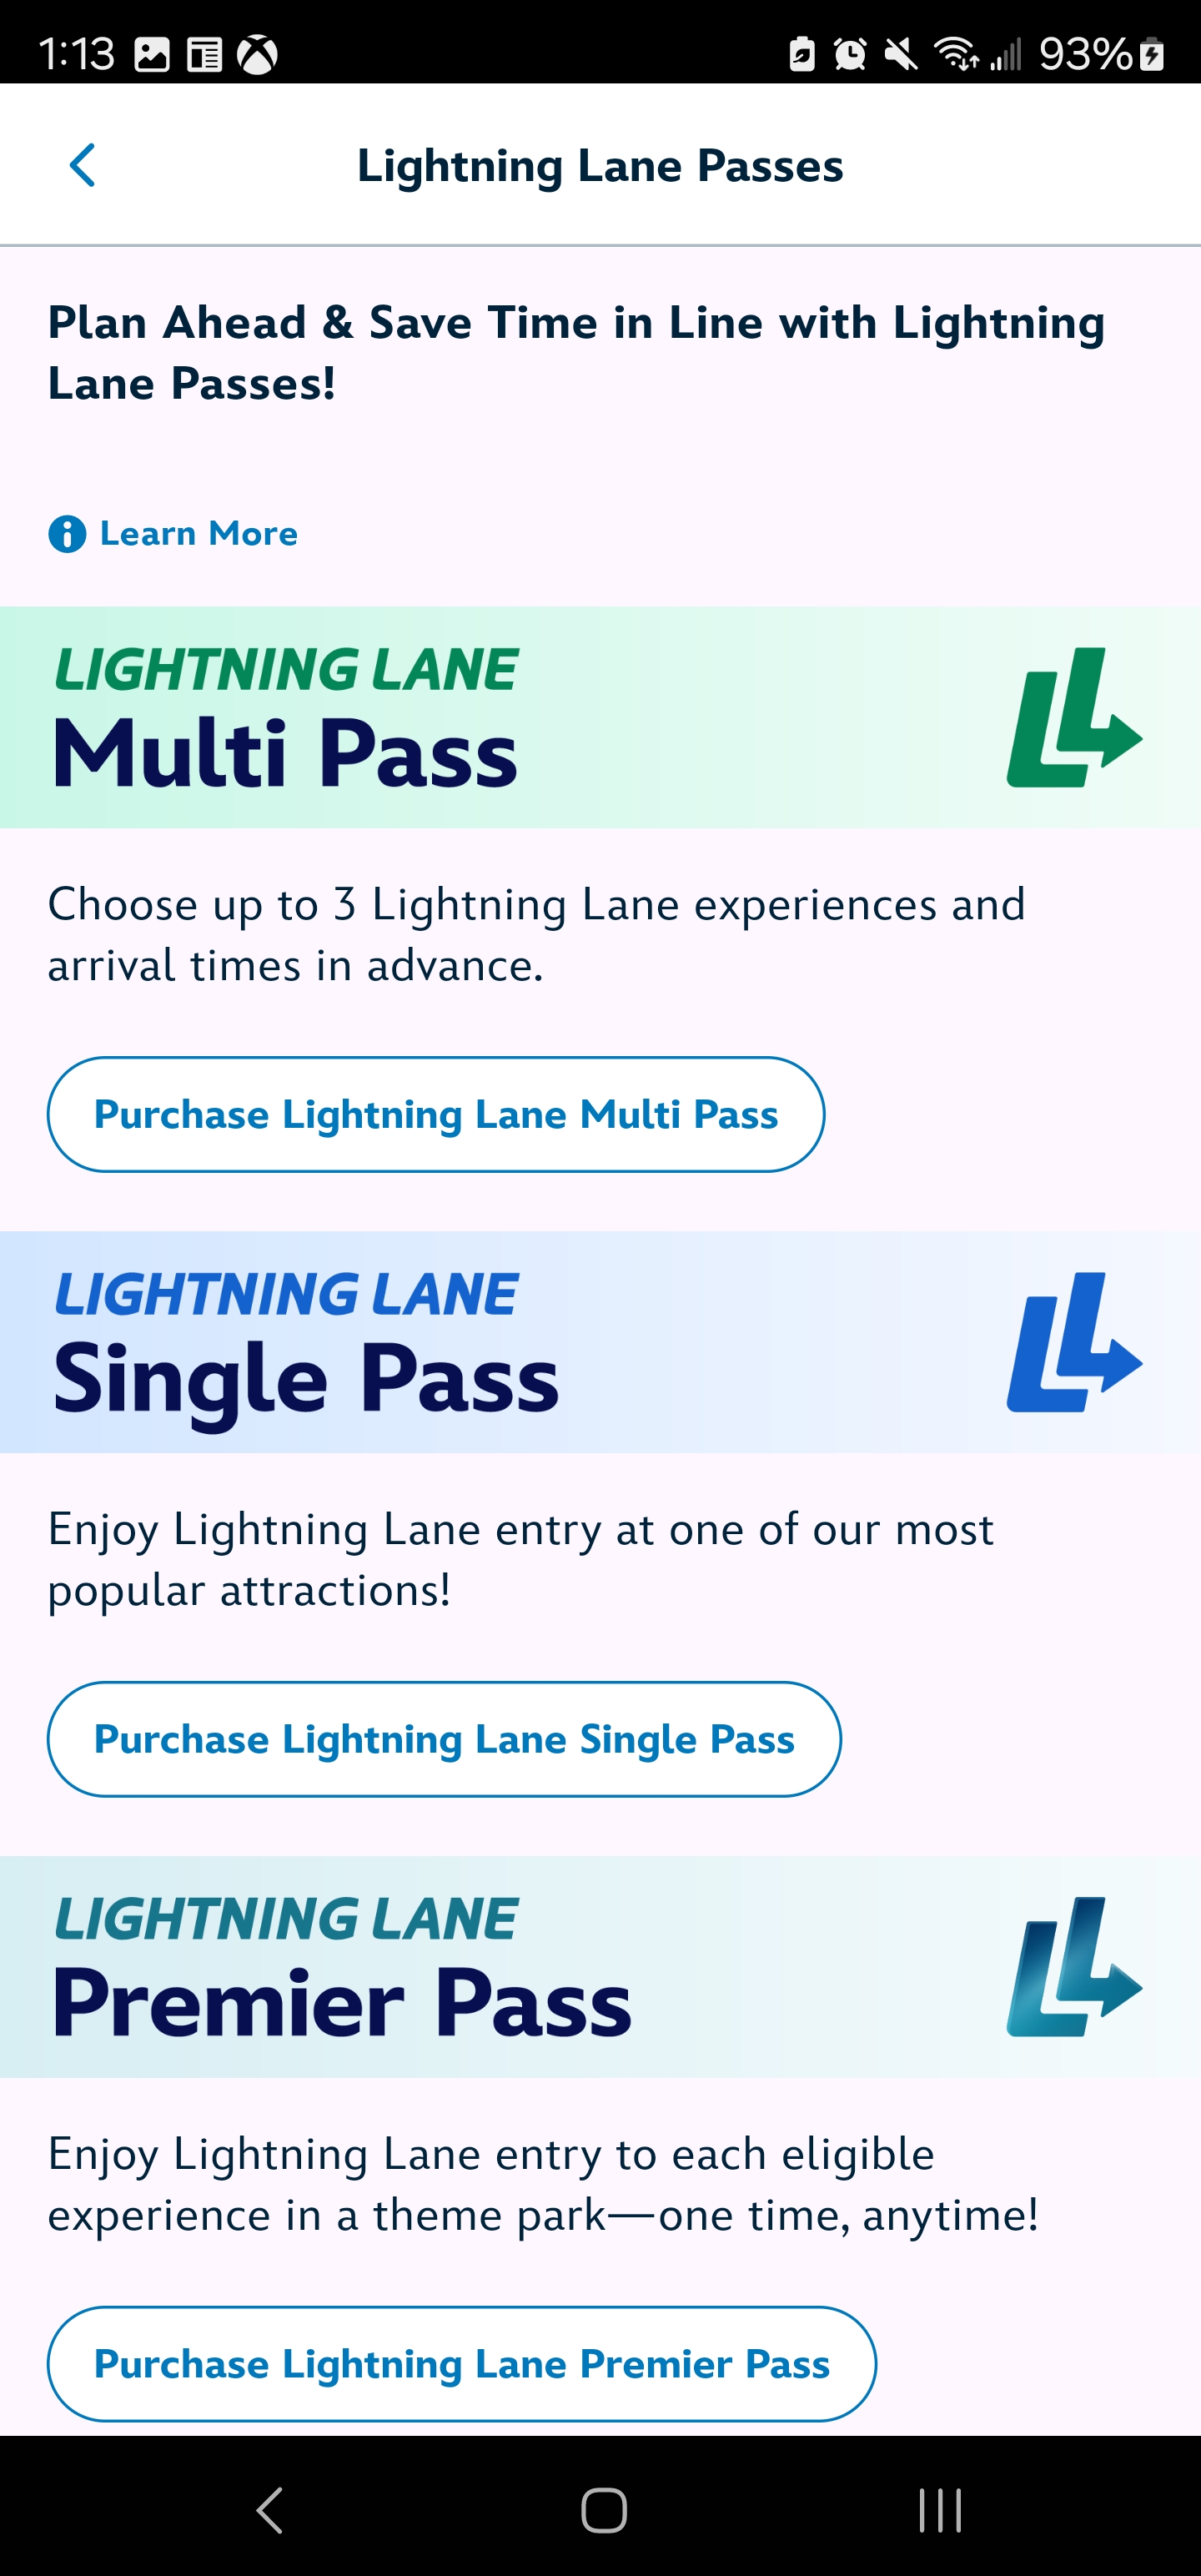 1:13
93%
Lightning Lane Passes
Plan Ahead & Save Time in Line with Lightning
Lane Passes!
Learn More
LIGHTNING LANE
Multi Pass
Choose up to 3 Lightning Lane experiences and
arrival times in advance.
Purchase Lightning Lane Multi Pass
LIGHTNING LANE
Single Pass
Enjoy Lightning Lane entry at one of our most
popular attractions!
Purchase Lightning Lane Single Pass
LIGHTNING LANE
Premier Pass
Enjoy Lightning Lane entry to each eligible
experience in a theme park—one time, anytime!
Purchase Lightning Lane Premier Pass